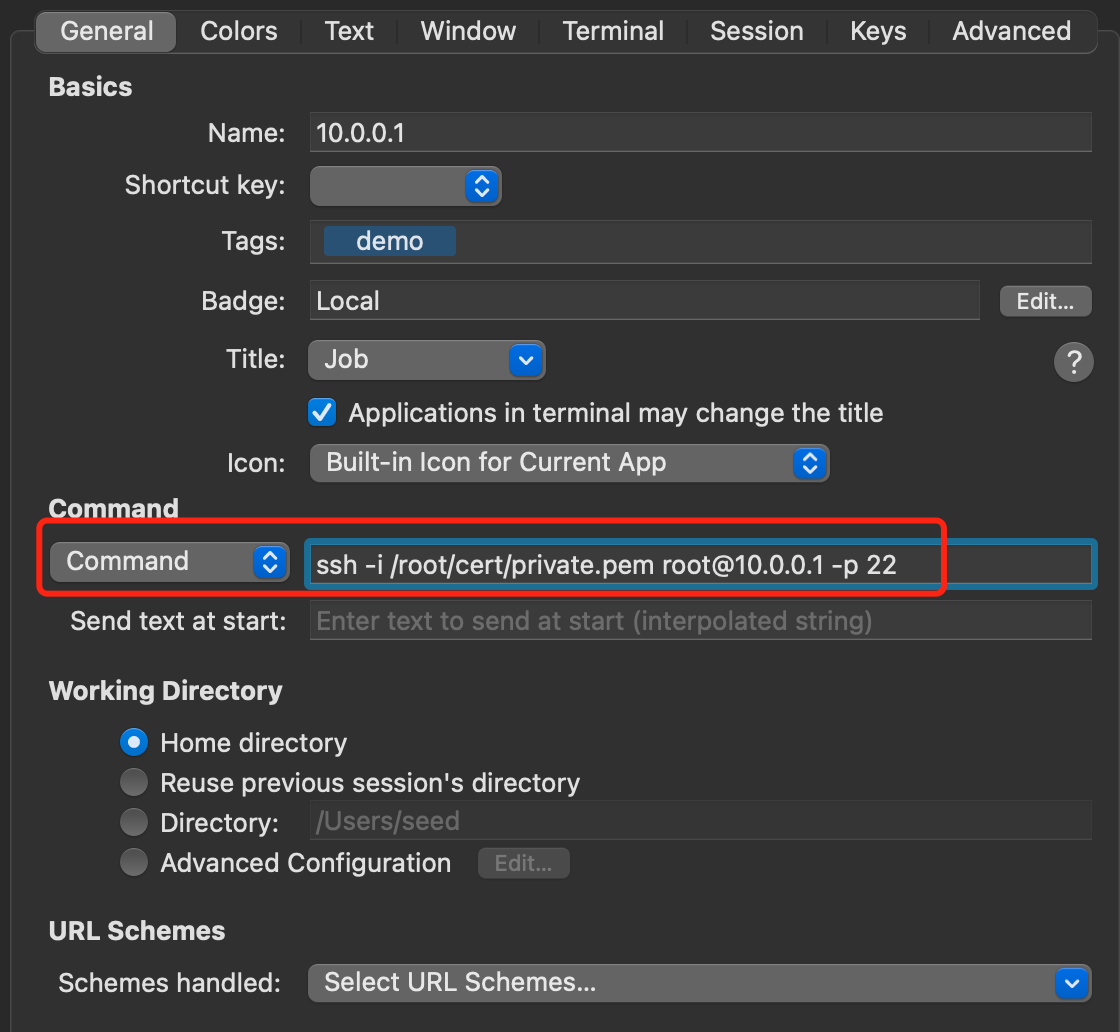 General Colors Text Window Terminal Session Keys Advanced
Basics
Name: 10.0.0.1
Shortcut key:
Tags: demo
Badge: Local Edit...
Title: Job ?
Applications in terminal may change the title
Icon: Built-in Icon for Current App
Command
Command ssh -i /root/cert/private.pem root@10.0.0.1 -p 22
Send text at start: Enter text to send at start (interpolated string)
Working Directory
Home directory
Reuse previous session's directory
Directory: /Users/seed
Advanced Configuration Edit...
URL Schemes
Schemes handled: Select URL Schemes...